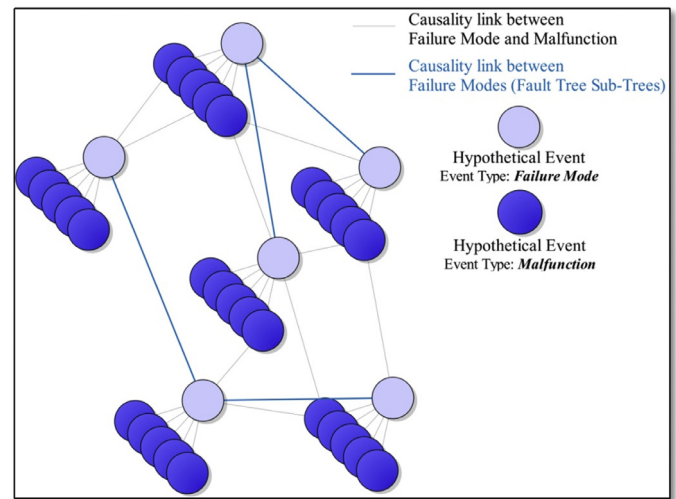 Causality link between
Failure Mode and Malfunction
Causality link between
Failure Modes (Fault Tree Sub-Trees)
Hypothetical Event
Event Type: Failure Mode
Hypothetical Event
Event Type: Malfunction